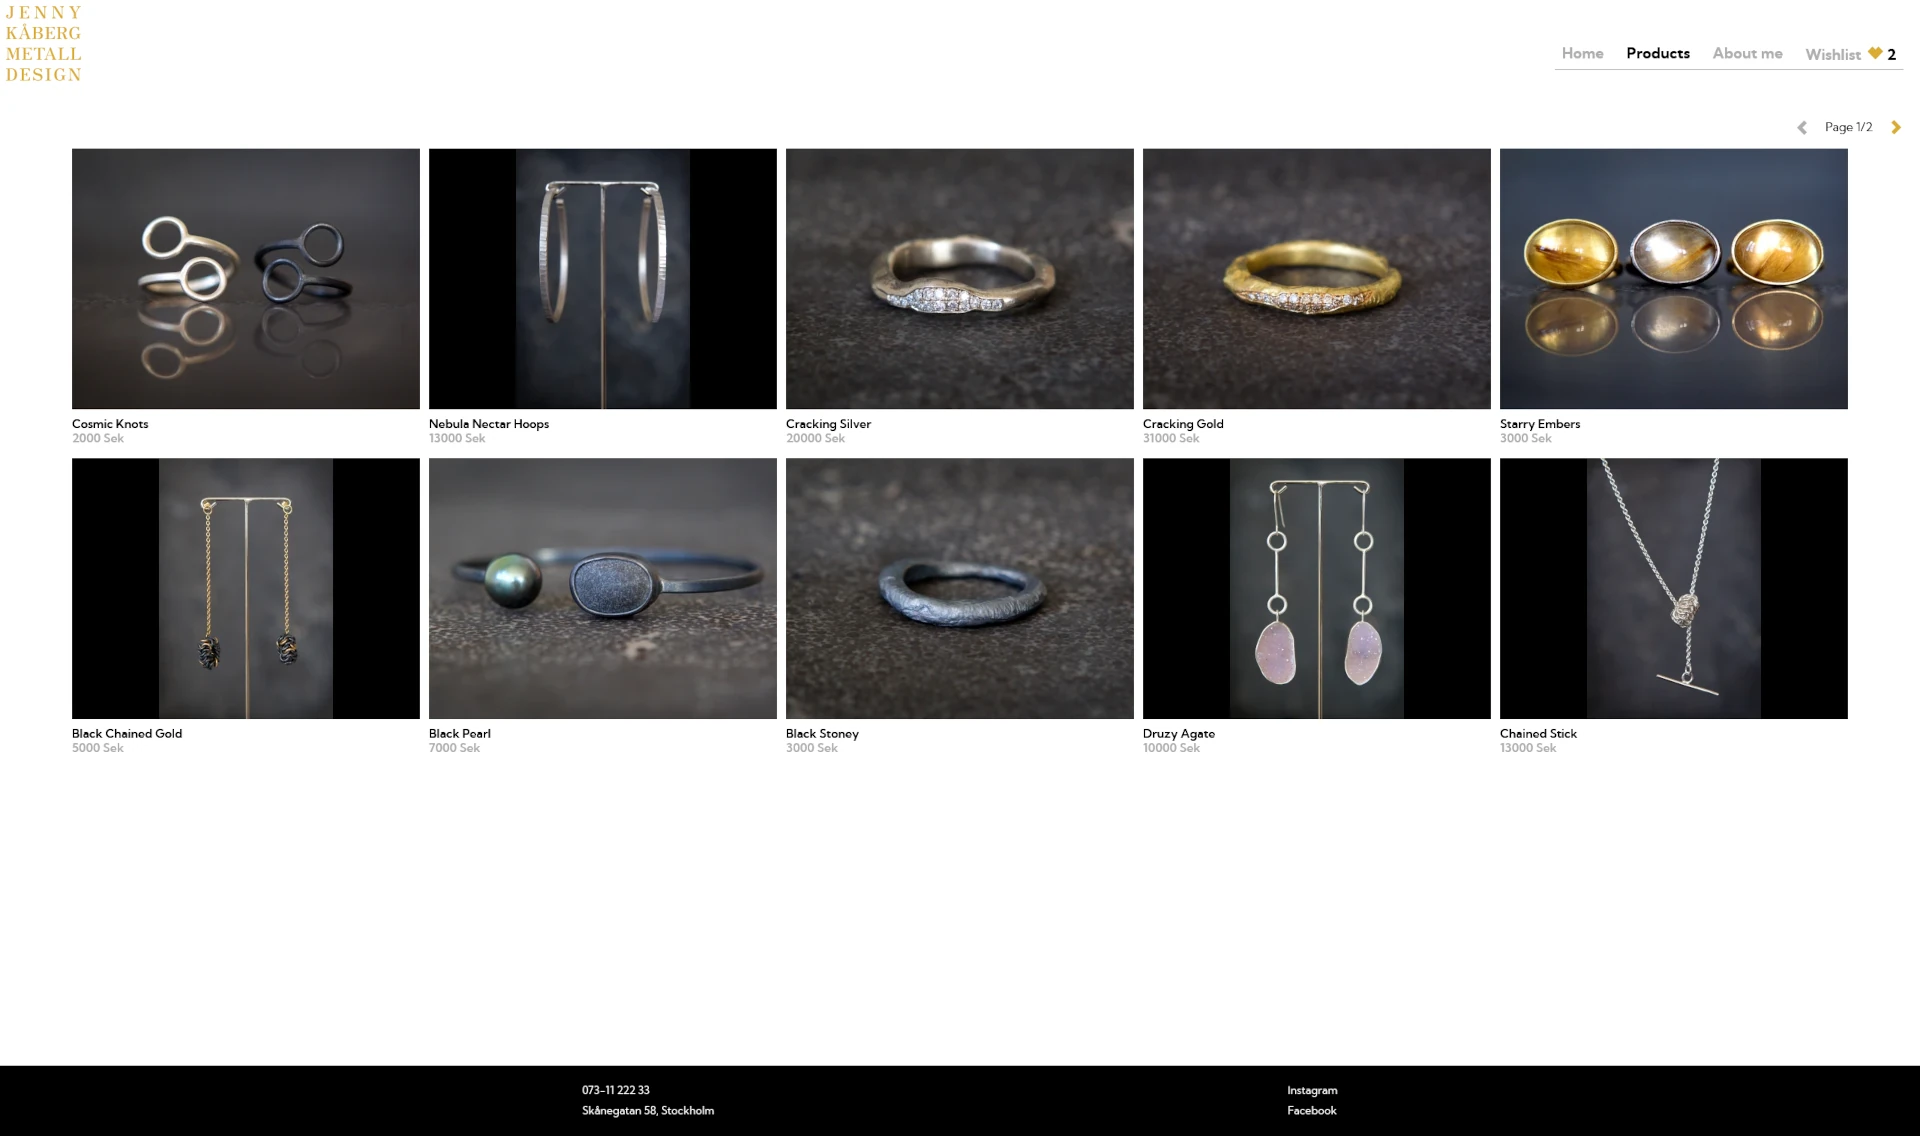 JENNY
KÅBERG
METALL
DESIGN
Home Products About me Wishlist 2
Page 1/2
Cosmic Knots
2000 Sek
Nebula Nectar Hoops
13000 Sek
Cracking Silver
20000 Sek
Cracking Gold
31000 Sek
Starry Embers
3000 Sek
Black Chained Gold
5000 Sek
Black Pearl
7000 Sek
Black Stoney
3000 Sek
Druzy Agate
10000 Sek
Chained Stick
13000 Sek
073-11 222 33
Skånegatan 58, Stockholm
Instagram
Facebook